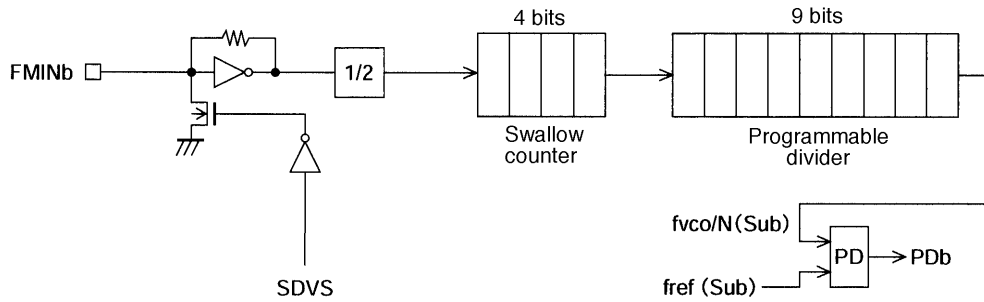 4 bits
9 bits
FMINb
1/2
Swallow
counter
Programmable
divider
SDVS
fvco/N(Sub)
PD
PDb
fref (Sub)